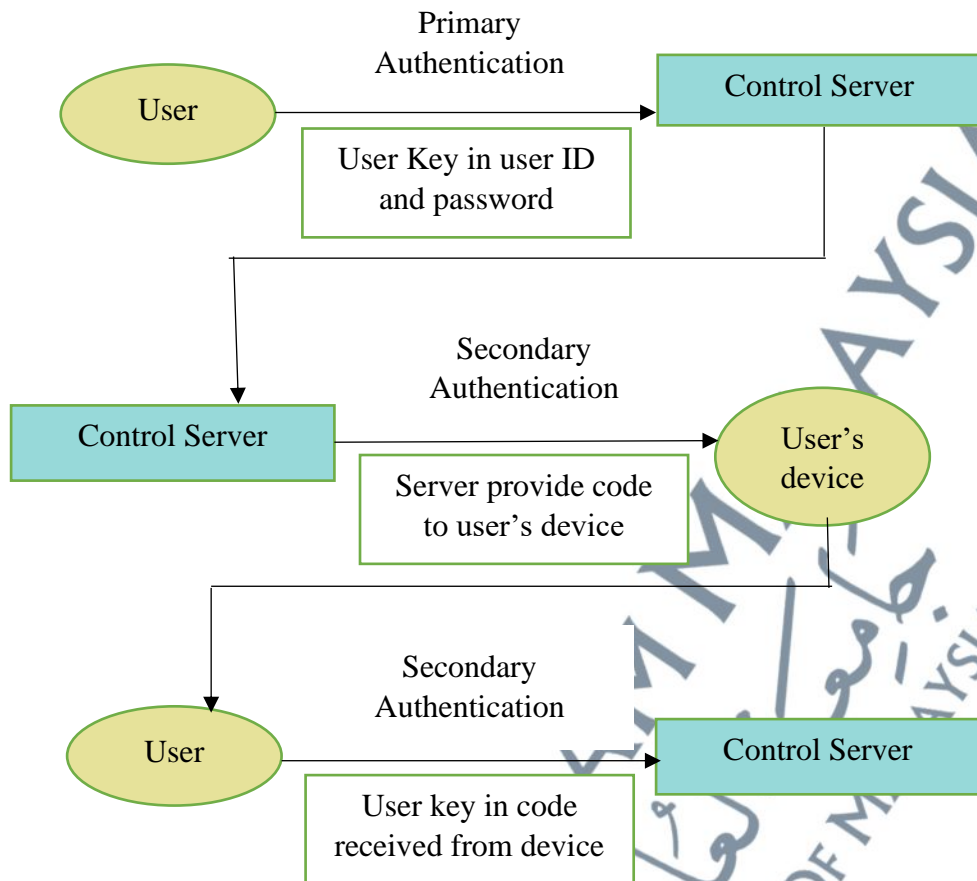 Primary
Authentication
User
Control Server
User Key in user ID
and password
Secondary
Authentication
Control Server
User's
device
Server provide code
to user's device
Secondary
Authentication
User
Control Server
User key in code
received from device